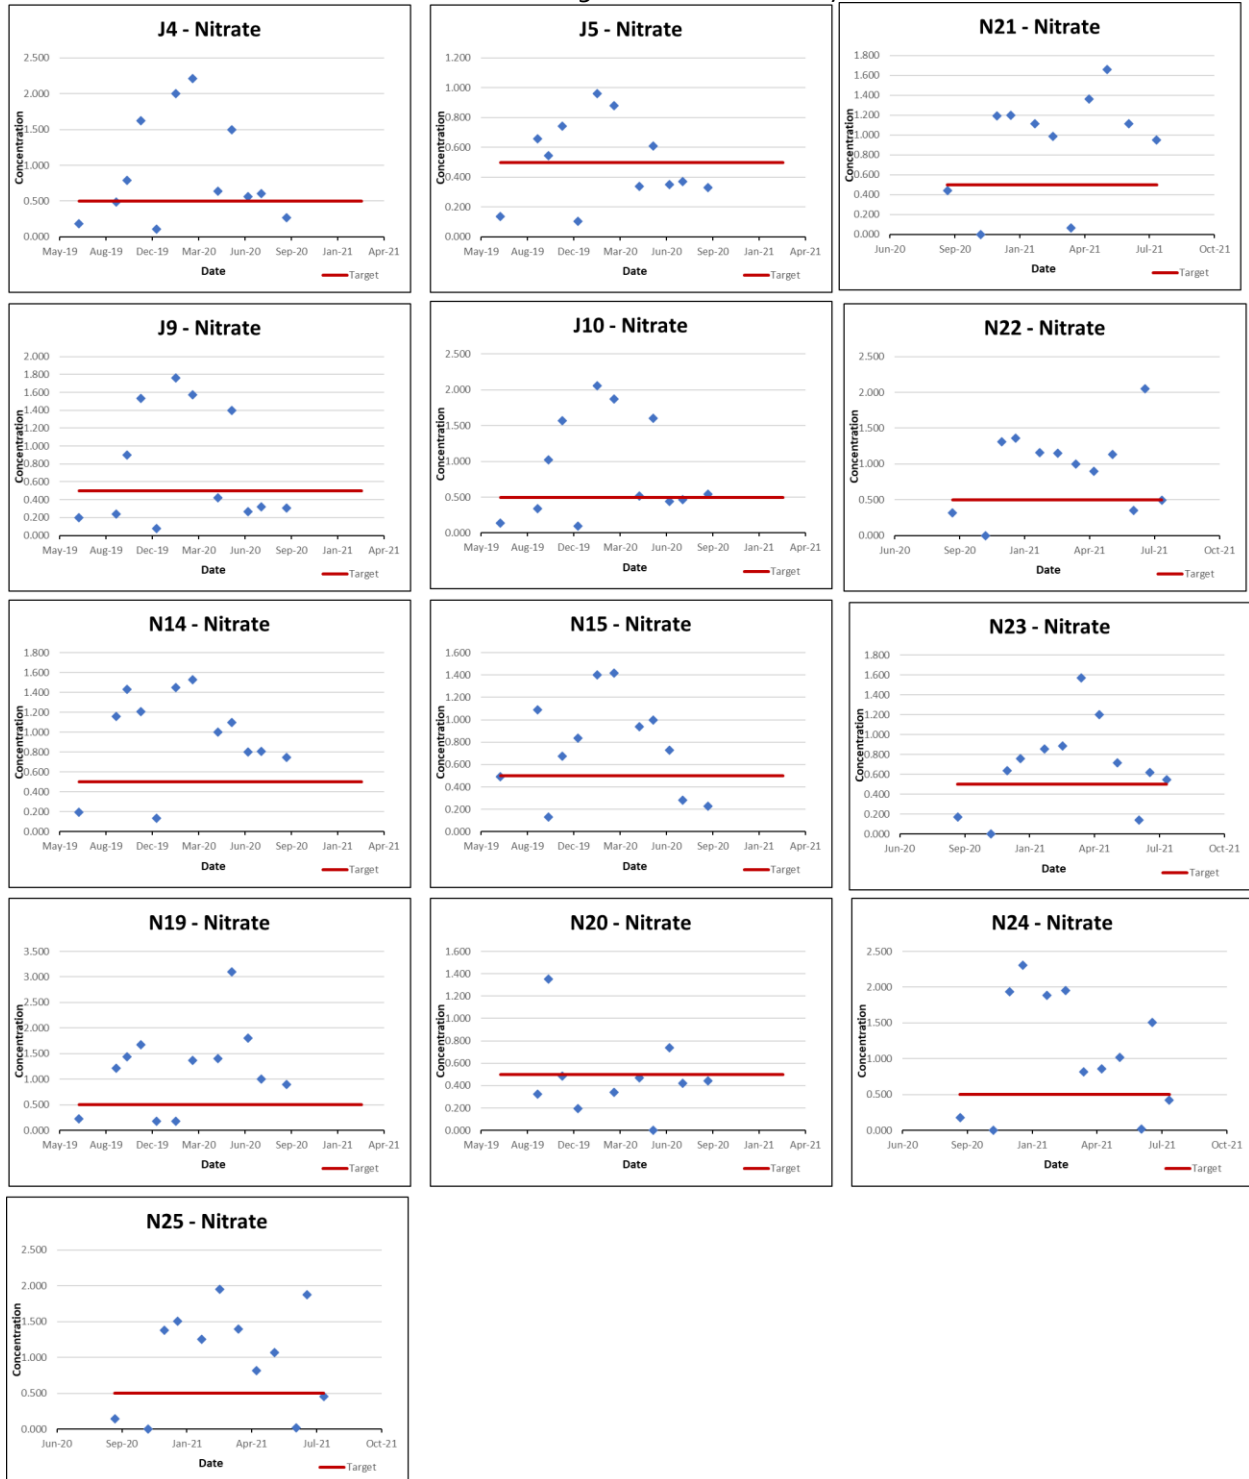 J4 - Nitrate
Concentration
2.500
2.000
1.500
1.000
0.500
0.000
May-19 Aug-19 Dec-19 Mar-20 Jun-20 Sep-20 Jan-21 Apr-21
Date
Target
J5 - Nitrate
Concentration
1.200
1.000
0.800
0.600
0.400
0.200
0.000
May-19 Aug-19 Dec-19 Mar-20 Jun-20 Sep-20 Jan-21 Apr-21
Date
Target
N21 - Nitrate
Concentration
1.800
1.600
1.400
1.200
1.000
0.800
0.600
0.400
0.200
0.000
Jun-20 Sep-20 Jan-21 Apr-21 Jul-21 Oct-21
Date
Target
J9 - Nitrate
Concentration
2.000
1.800
1.600
1.400
1.200
1.000
0.800
0.600
0.400
0.200
0.000
May-19 Aug-19 Dec-19 Mar-20 Jun-20 Sep-20 Jan-21 Apr-21
Date
Target
J10 - Nitrate
Concentration
2.500
2.000
1.500
1.000
0.500
0.000
May-19 Aug-19 Dec-19 Mar-20 Jun-20 Sep-20 Jan-21 Apr-21
Date
Target
N22 - Nitrate
Concentration
2.500
2.000
1.500
1.000
0.500
0.000
Jun-20 Sep-20 Jan-21 Apr-21 Jul-21 Oct-21
Date
Target
N14 - Nitrate
Concentration
1.800
1.600
1.400
1.200
1.000
0.800
0.600
0.400
0.200
0.000
May-19 Aug-19 Dec-19 Mar-20 Jun-20 Sep-20 Jan-21 Apr-21
Date
Target
N15 - Nitrate
Concentration
1.600
1.400
1.200
1.000
0.800
0.600
0.400
0.200
0.000
May-19 Aug-19 Dec-19 Mar-20 Jun-20 Sep-20 Jan-21 Apr-21
Date
Target
N23 - Nitrate
Concentration
1.800
1.600
1.400
1.200
1.000
0.800
0.600
0.400
0.200
0.000
Jun-20 Sep-20 Jan-21 Apr-21 Jul-21 Oct-21
Date
Target
N19 - Nitrate
Concentration
3.500
3.000
2.500
2.000
1.500
1.000
0.500
0.000
May-19 Aug-19 Dec-19 Mar-20 Jun-20 Sep-20 Jan-21 Apr-21
Date
Target
N20 - Nitrate
Concentration
1.600
1.400
1.200
1.000
0.800
0.600
0.400
0.200
0.000
May-19 Aug-19 Dec-19 Mar-20 Jun-20 Sep-20 Jan-21 Apr-21
Date
Target
N24 - Nitrate
Concentration
2.500
2.000
1.500
1.000
0.500
0.000
Jun-20 Sep-20 Jan-21 Apr-21 Jul-21 Oct-21
Date
Target
N25 - Nitrate
Concentration
2.500
2.000
1.500
1.000
0.500
0.000
Jun-20 Sep-20 Jan-21 Apr-21 Jul-21 Oct-21
Date
Target